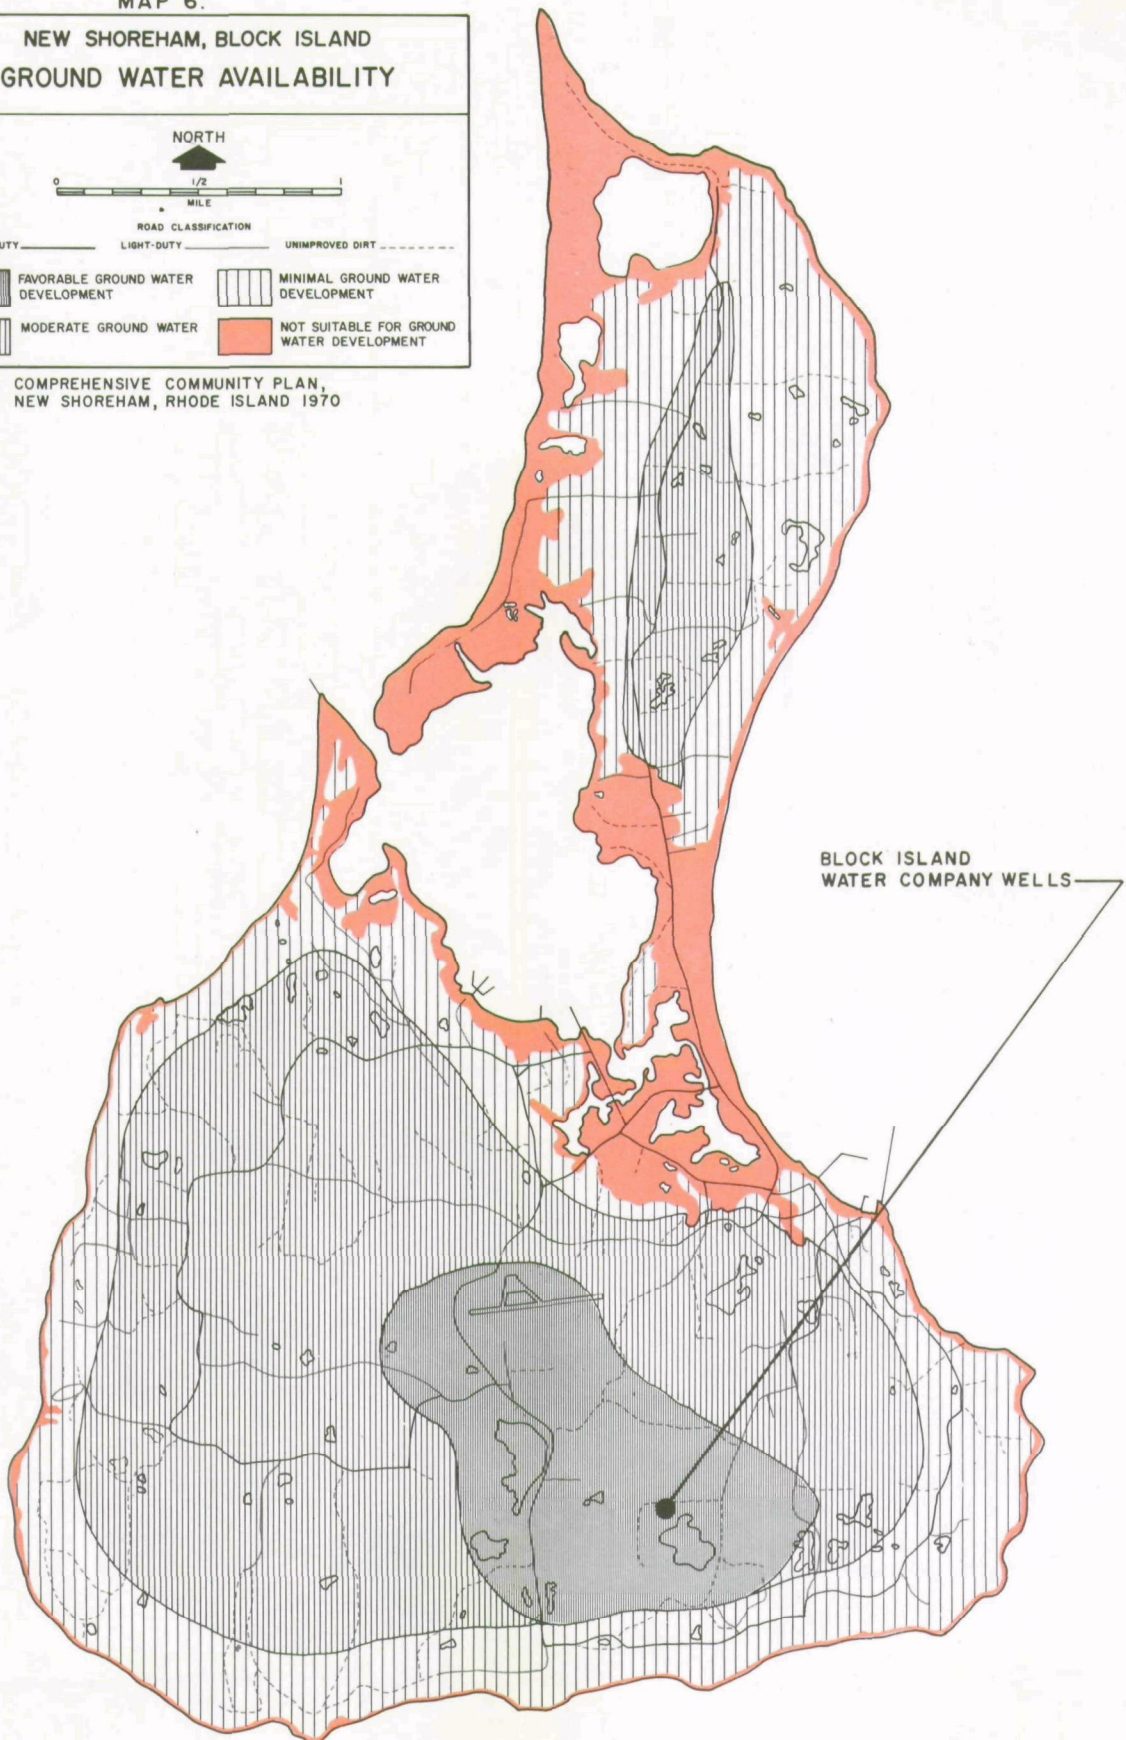 MAP 6.
NEW SHOREHAM, BLOCK ISLAND
GROUND WATER AVAILABILITY
NORTH
0 1/2 1
MILE
ROAD CLASSIFICATION
LIGHT-DUTY UNIMPROVED DIRT
FAVORABLE GROUND WATER
DEVELOPMENT
MINIMAL GROUND WATER
DEVELOPMENT
MODERATE GROUND WATER
NOT SUITABLE FOR GROUND
WATER DEVELOPMENT
COMPREHENSIVE COMMUNITY PLAN,
NEW SHOREHAM, RHODE ISLAND 1970
BLOCK ISLAND
WATER COMPANY WELLS